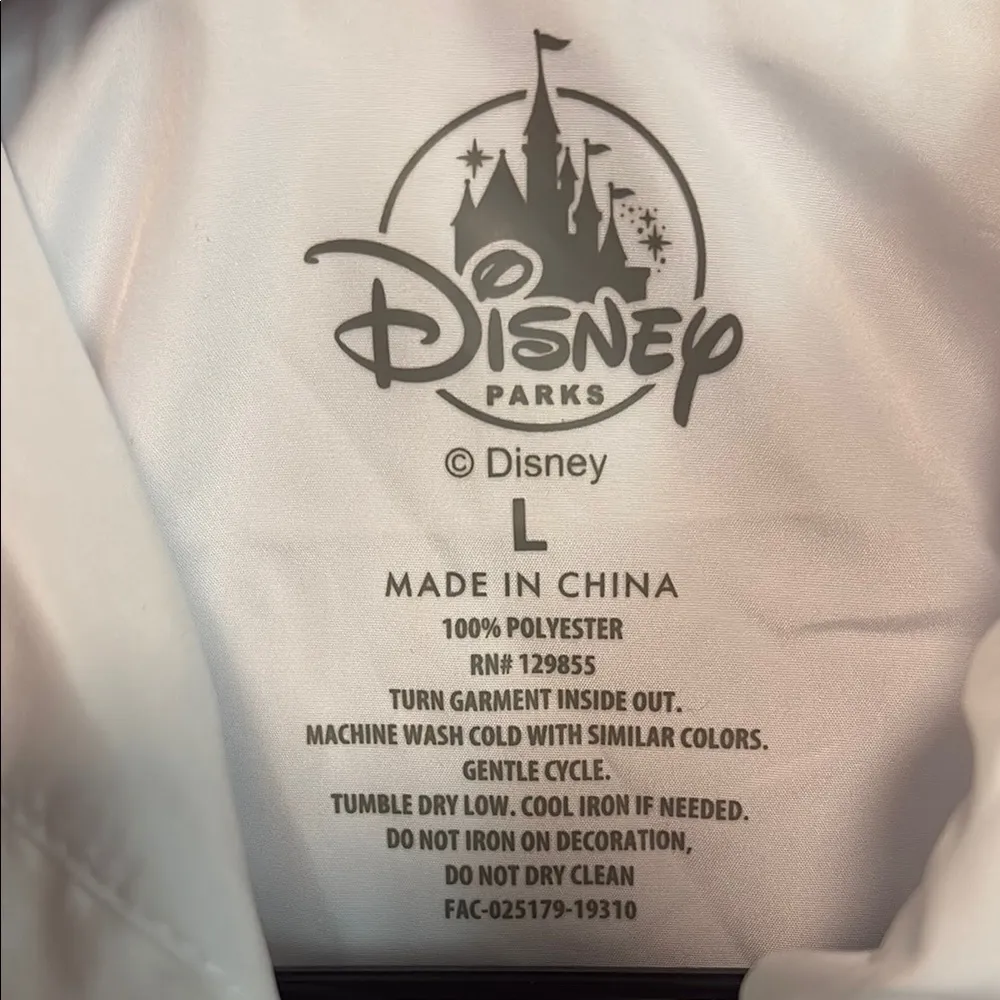 Disney
PARKS
© Disney
L
MADE IN CHINA
100% POLYESTER
RN# 129855
TURN GARMENT INSIDE OUT.
MACHINE WASH COLD WITH SIMILAR COLORS.
GENTLE CYCLE.
TUMBLE DRY LOW. COOL IRON IF NEEDED.
DO NOT IRON ON DECORATION,
DO NOT DRY CLEAN
FAC-025179-19310